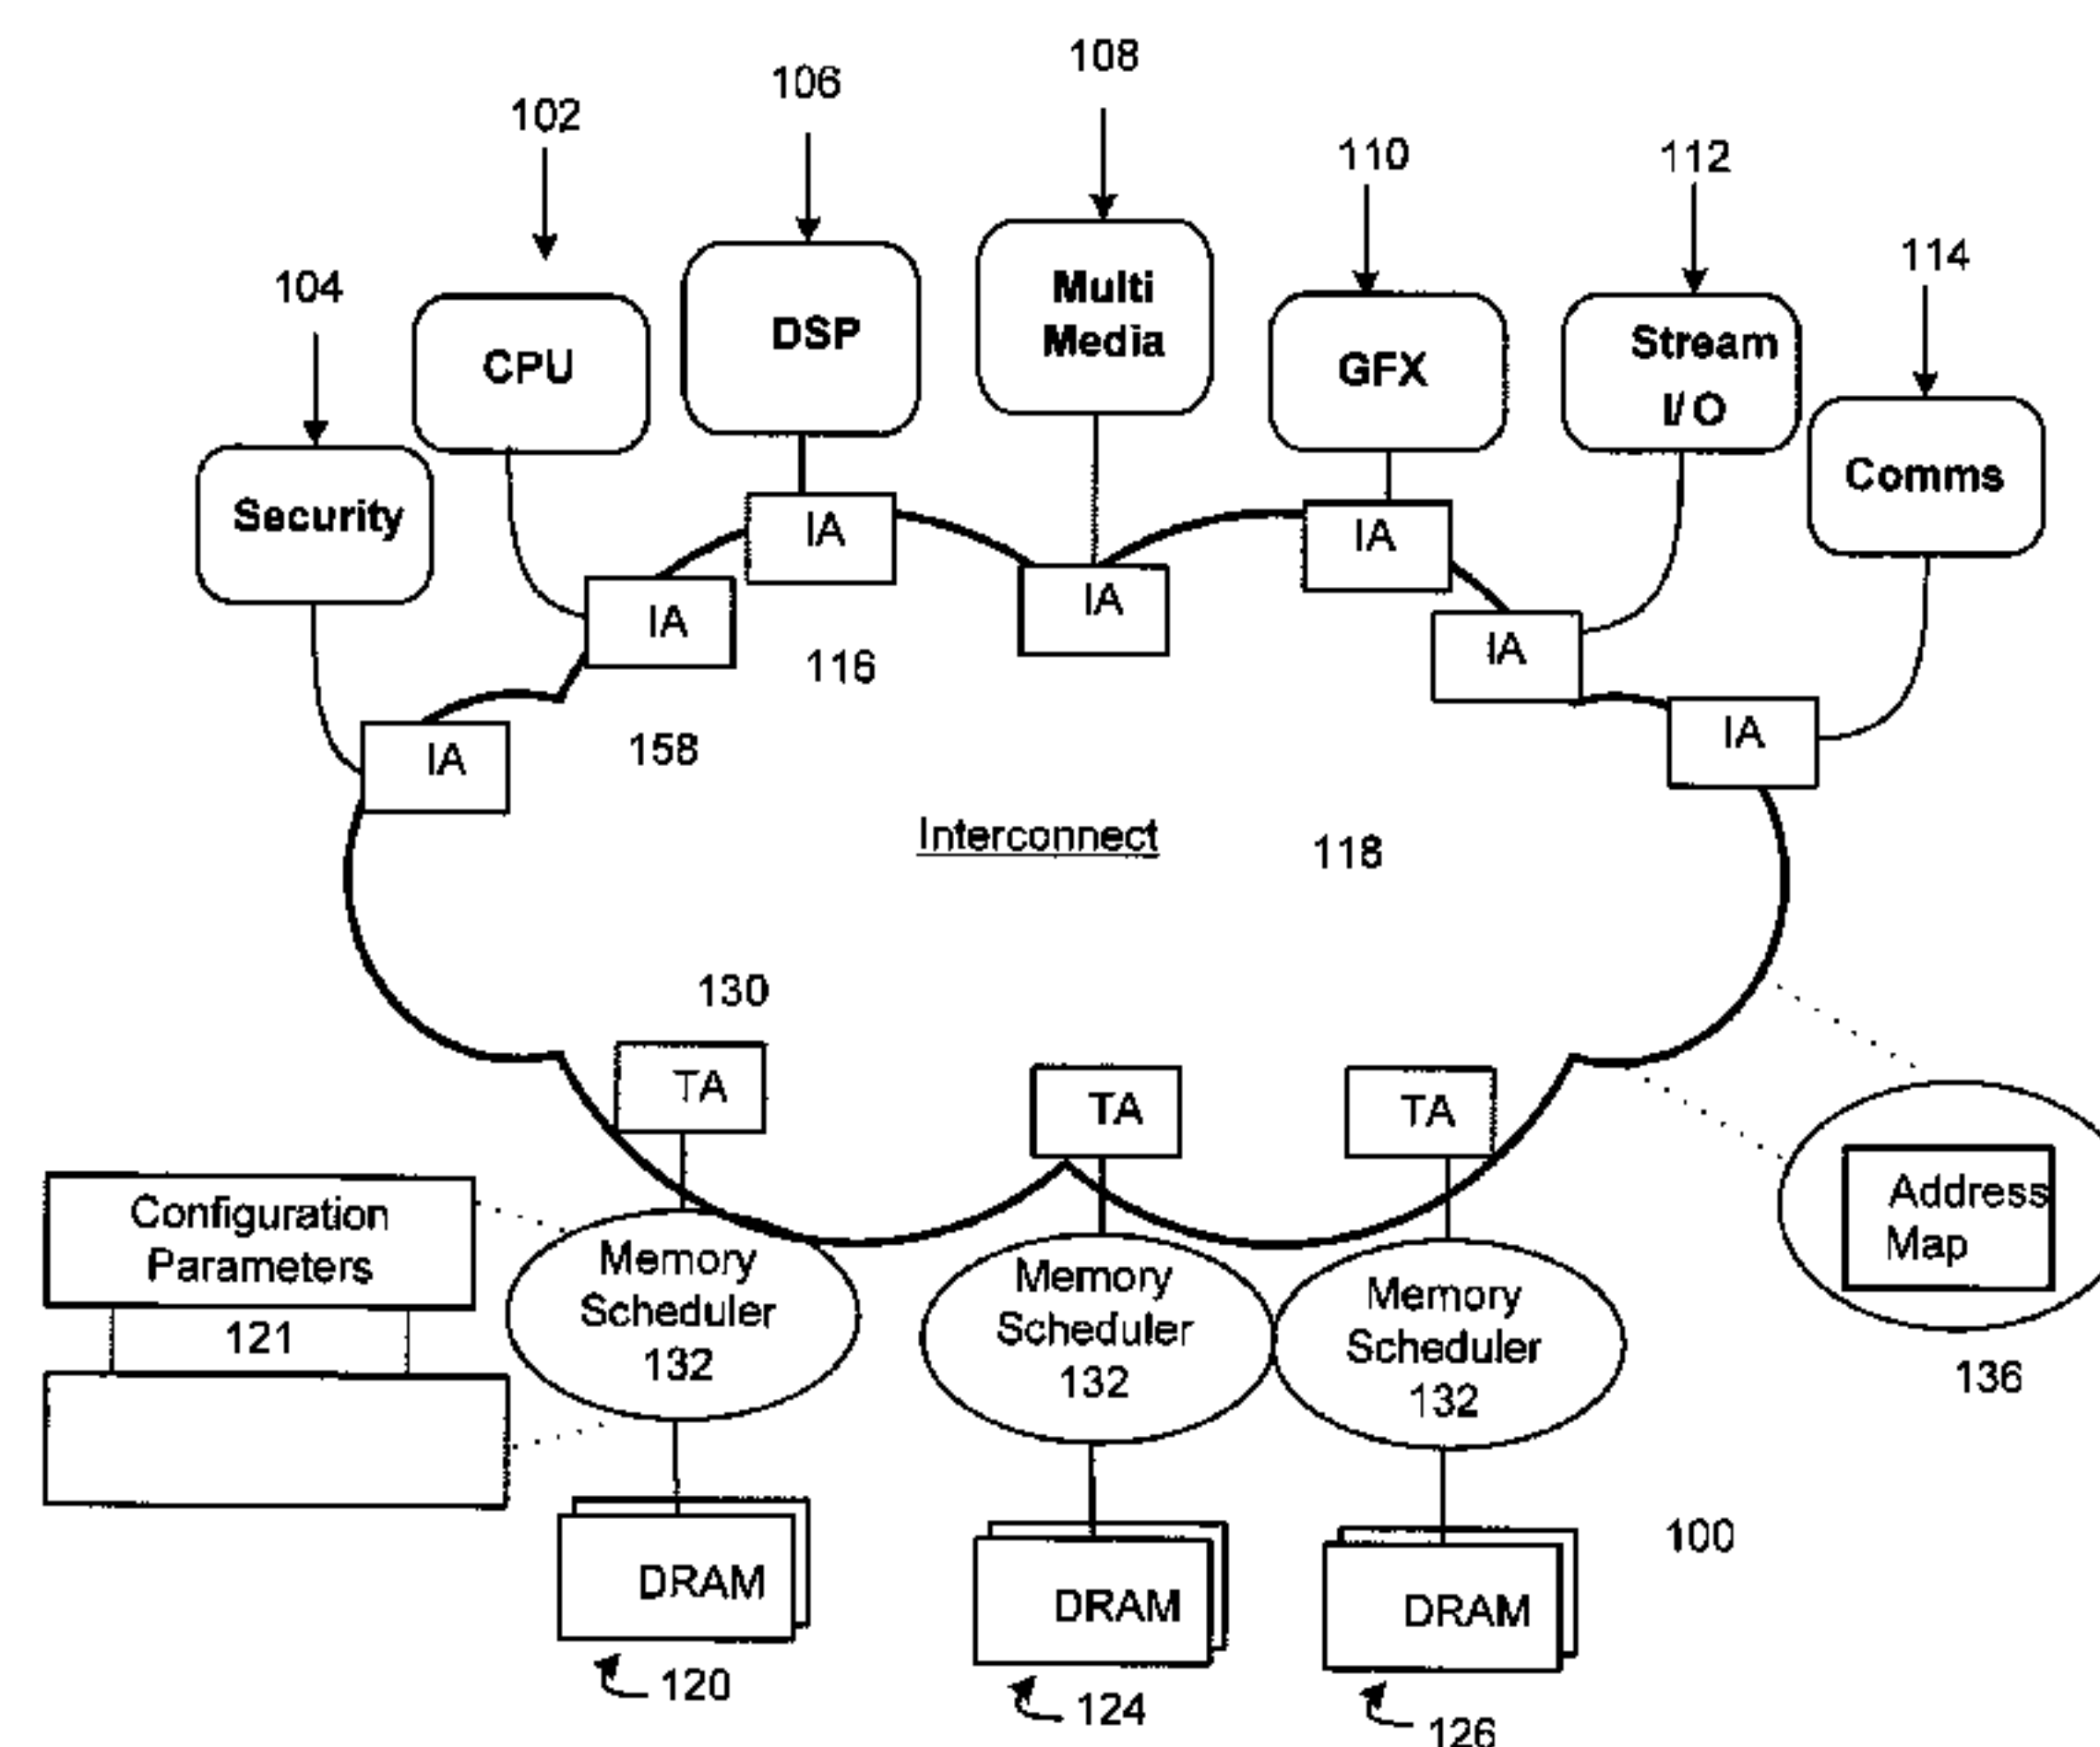 108
106
102
110
112
114
104
Multi
Media
DSP
Stream
I/O
CPU
GFX
Comms
Security
IA
IA
IA
IA
IA
IA
IA
116
158
Interconnect
118
130
TA
TA
TA
Configuration
Parameters
121
Memory
Scheduler
132
Memory
Scheduler
132
Memory
Scheduler
132
Address
Map
136
DRAM
DRAM
DRAM
100
120
124
126